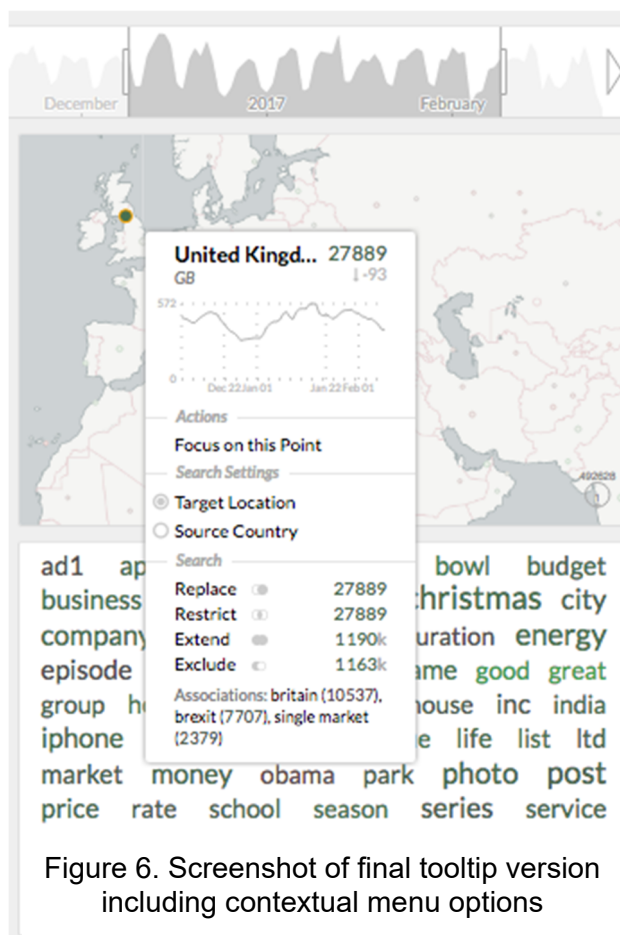 December 2017 February
United Kingd... 27889
GB ↓-93
572
0
Dec 22 Jan 01 Jan 22 Feb 01
Actions
Focus on this Point
Search Settings
Target Location
Source Country
Search
Replace 27889
Restrict 27889
Extend 1190k
Exclude 1163k
Associations: britain (10537),
brexit (7707), single market
(2379)
492628
ad1 ap bowl budget
business hristmas city
company uration energy
episode ame good great
group h ouse inc india
iphone e life list ltd
market money obama park photo post
price rate school season series service
Figure 6. Screenshot of final tooltip version
including contextual menu options